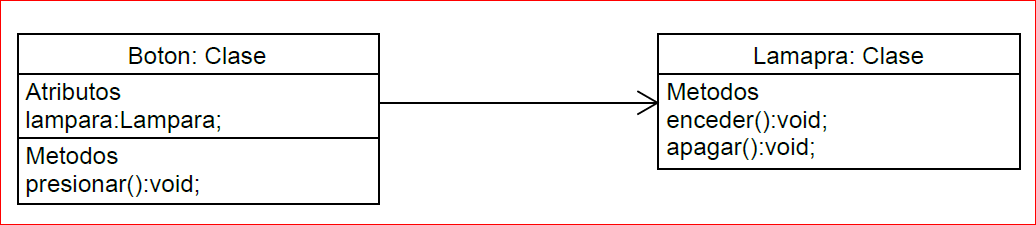 Boton: Clase
Atributos
lampara:Lampara;
Metodos
presionar():void;
Lamapra: Clase
Metodos
enceder():void;
apagar():void;